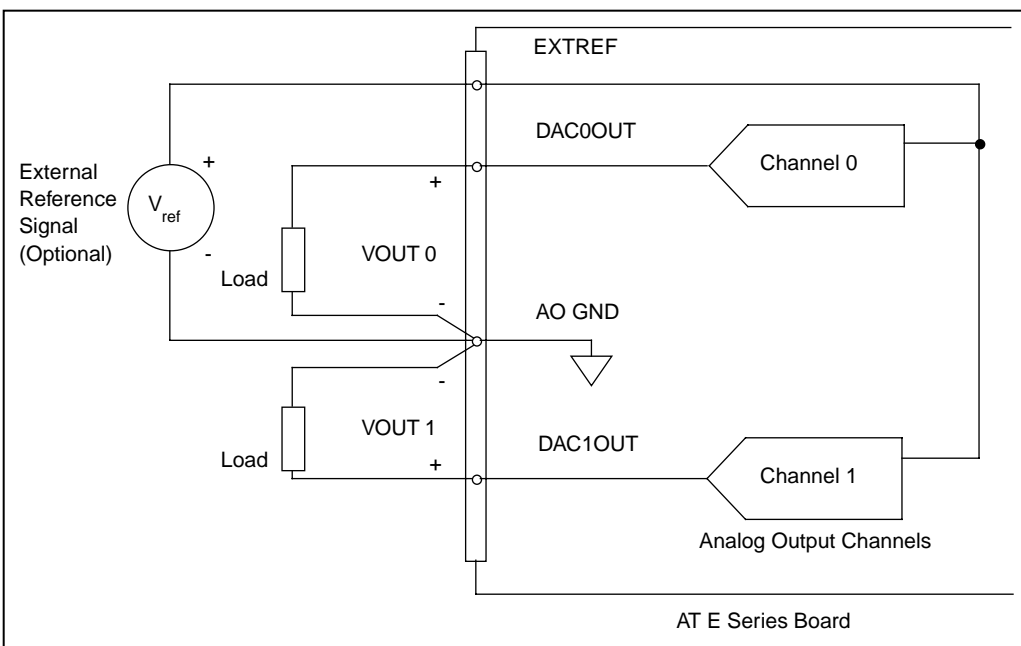 EXTREF
DAC0OUT
Channel 0
+
+
External
Reference
Signal
(Optional)
Vref
-
VOUT 0
Load
-
AO GND
-
VOUT 1
DAC1OUT
Load
+
Channel 1
Analog Output Channels
AT E Series Board